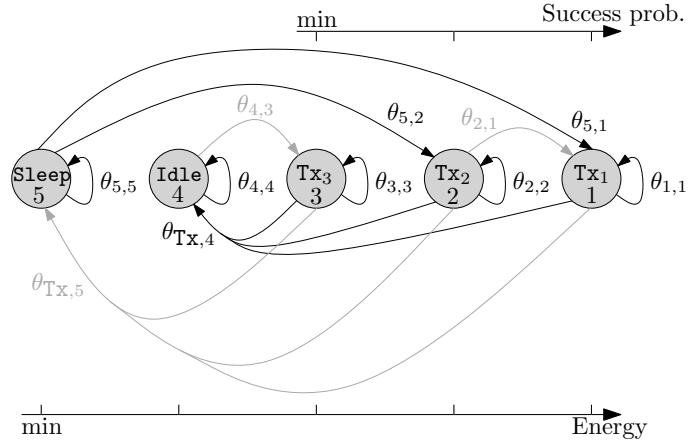 min Success prob.
θ5,2 θ5,1
θ4,3 θ2,1
Sleep Idle Tx3 Tx2 Tx1
5 4 3 2 1
θ5,5 θ4,4 θ3,3 θ2,2 θ1,1
θTx,4
θTx,5
min Energy